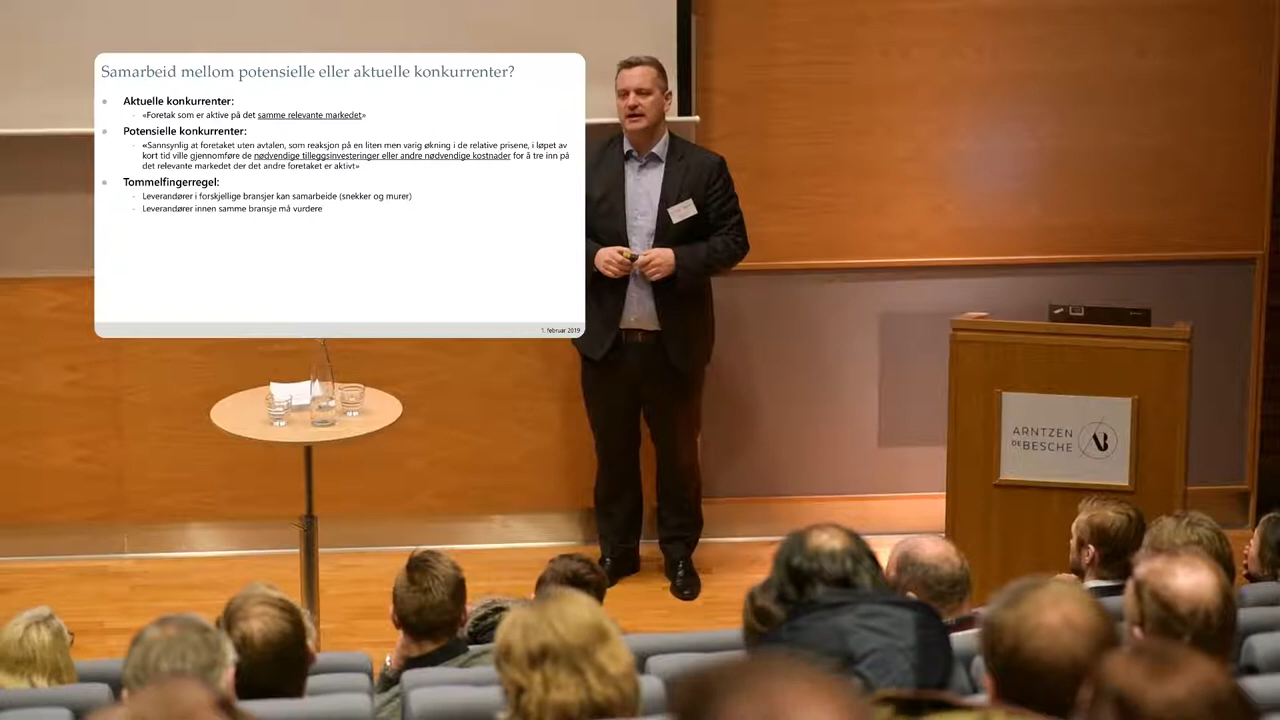 Samarbeid mellom potensielle eller aktuelle konkurrenter?
Aktuelle konkurrenter:
- «Foretak som er aktive på det samme relevante markedet»
Potensielle konkurrenter:
- «Sannsynlig at foretaket uten avtalen, som reaksjon på en liten men varig økning i de relative prisene, i løpet av
kort tid ville gjennomføre de nødvendige tilleggsinvesteringer eller andre nødvendige kostnader for å tre inn på
det relevante markedet der det andre foretaket er aktivt»
Tommelfingerregel:
- Leverandører i forskjellige bransjer kan samarbeide (snekker og murer)
- Leverandører innen samme bransje må vurdere
1. februar 2019
ARNTZEN
DE BESCHE